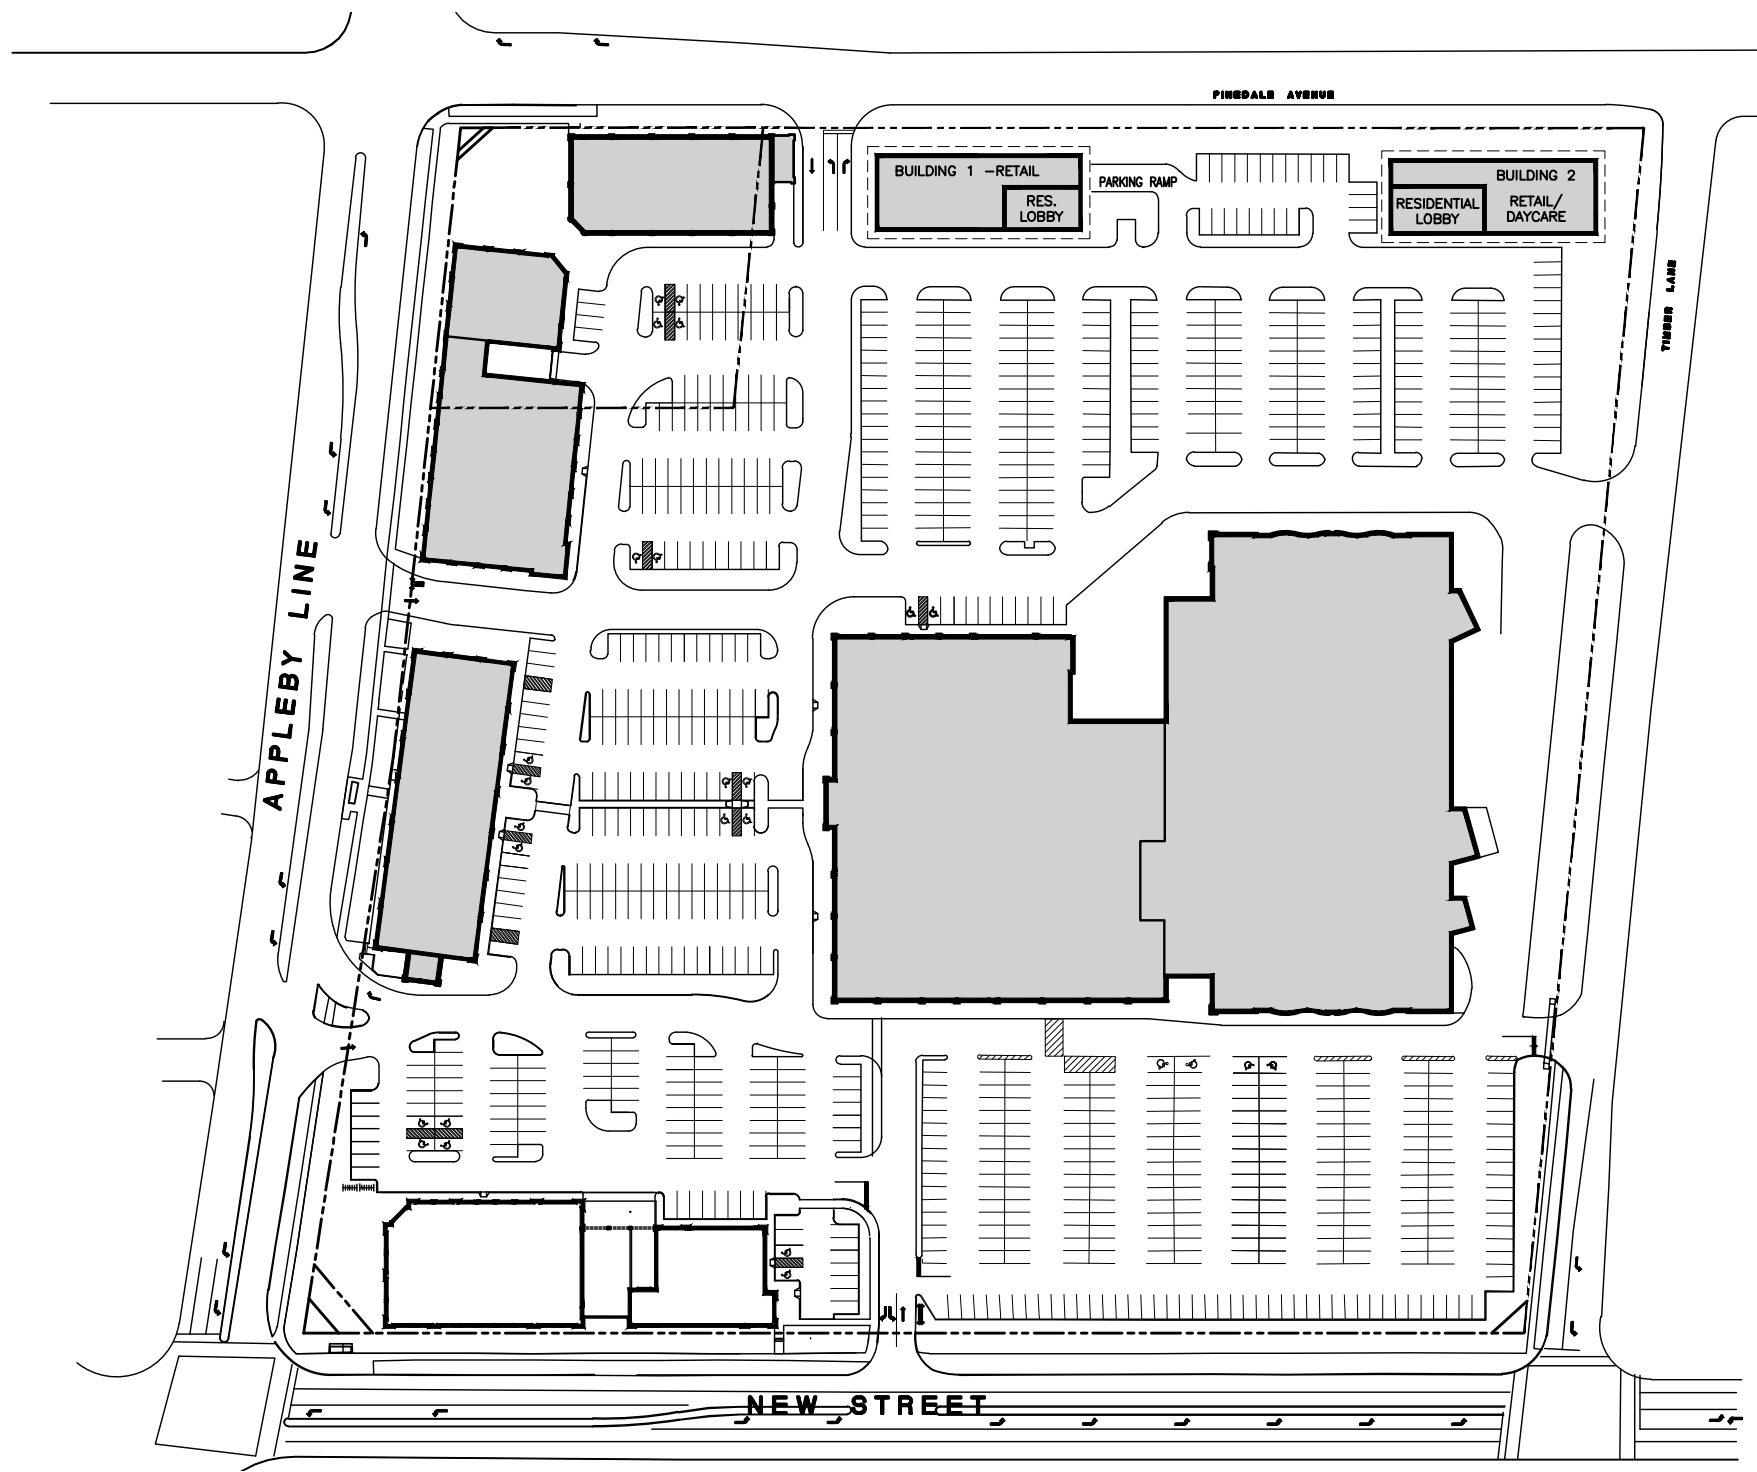 PINEDALE AVENUE
BUILDING 1 –RETAIL
RES.
LOBBY
PARKING RAMP
BUILDING 2
RESIDENTIAL
LOBBY
RETAIL/
DAYCARE
TIMBER LANE
APPLEBY LINE
NEW STREET